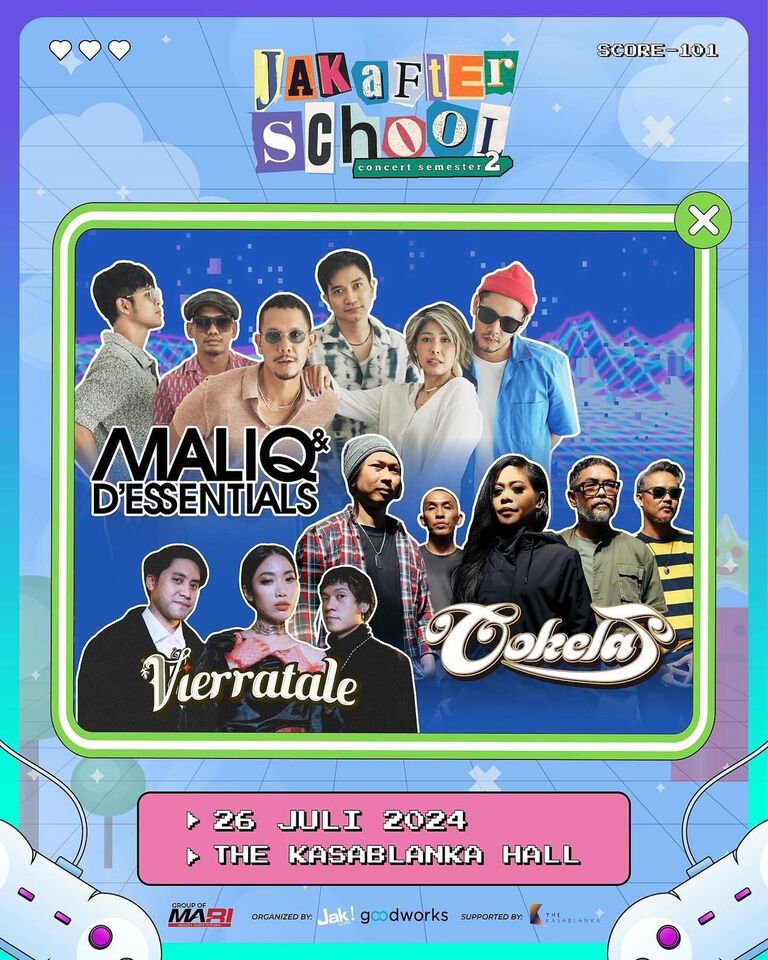 SCORE-101
JAKAFTER
SCHOOL
concert semester 2
MALIQ &
D'ESSENTIALS
Vierratale
Cokelat
26 JULI 2024
THE KASABLANKA HALL
GROUP OF
MARI
ORGANIZED BY: Jak! goodworks SUPPORTED BY: THE KASABLANKA